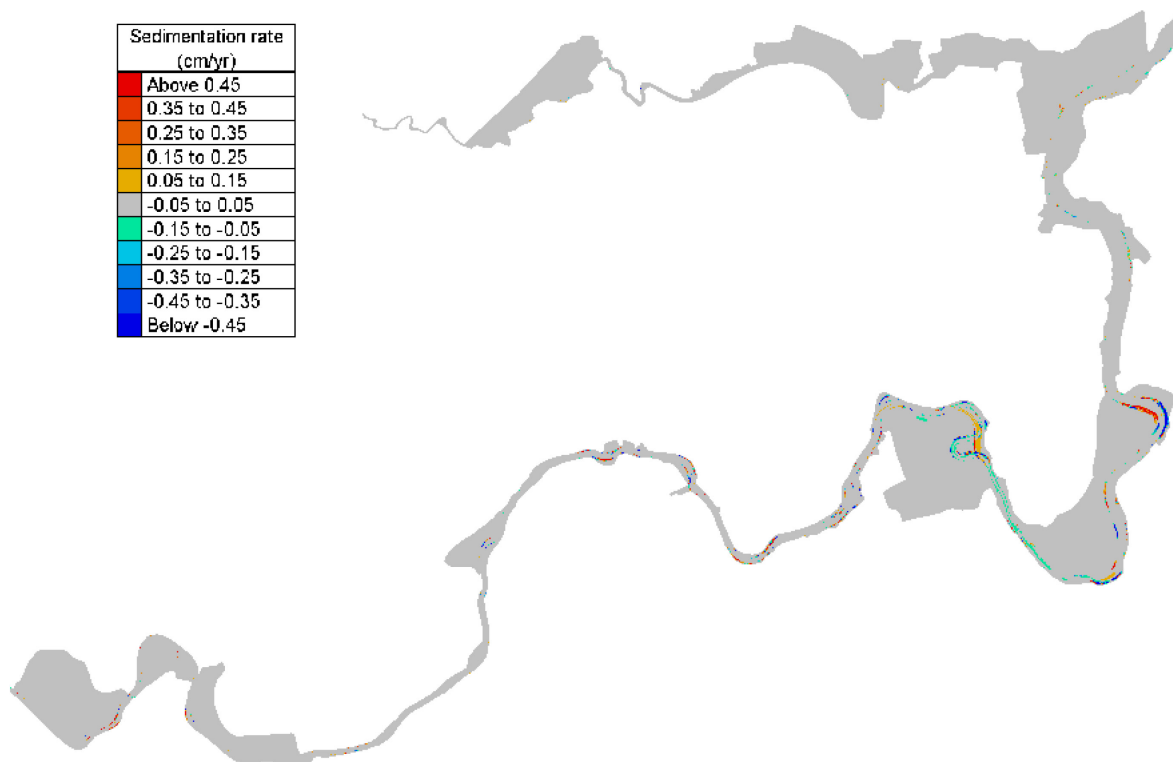 Sedimentation rate
(cm/yr)
Above 0.45
0.35 to 0.45
0.25 to 0.35
0.15 to 0.25
0.05 to 0.15
-0.05 to 0.05
-0.15 to -0.05
-0.25 to -0.15
-0.35 to -0.25
-0.45 to -0.35
Below -0.45